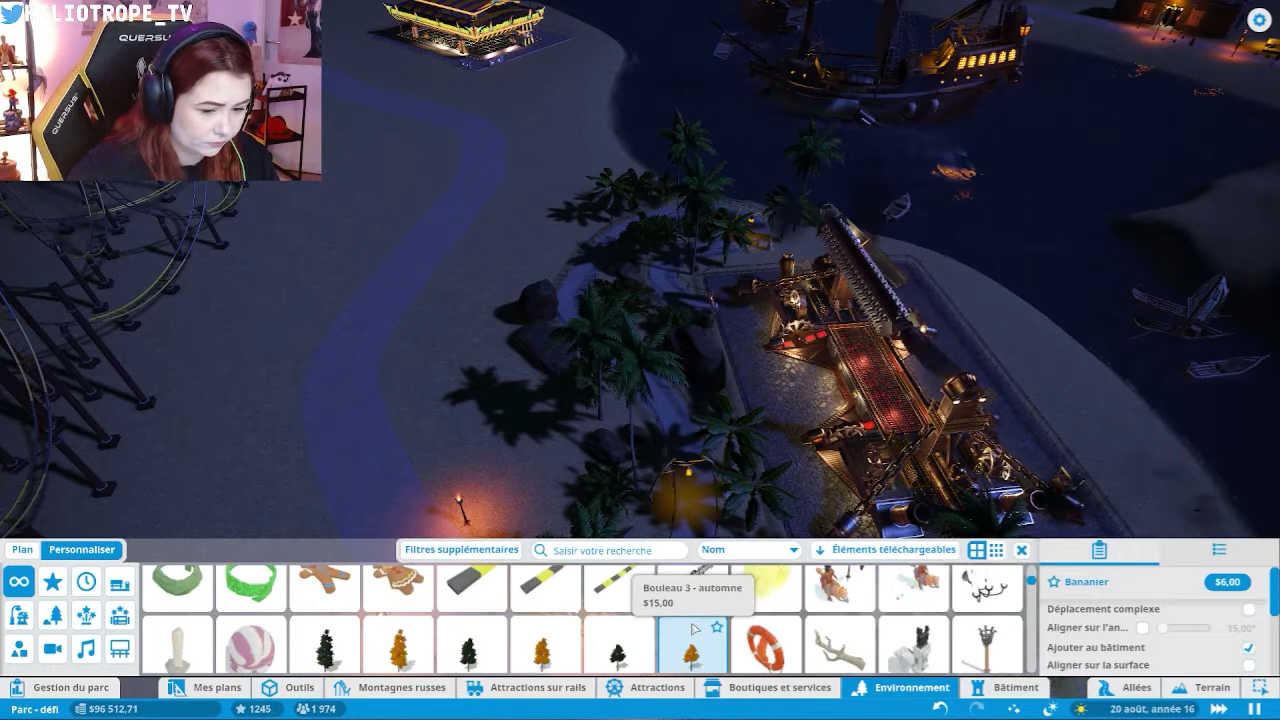 HELIOTROPE_TV
QUERSUS
QUERSUS
Bouleau 3 - automne
$15,00
Plan
Personnaliser
Filtres supplémentaires
Saisir votre recherche
Nom
Éléments téléchargeables
Bananier
$6,00
Déplacement complexe
Aligner sur l'an...
15,00°
Ajouter au bâtiment
Aligner sur la surface
Gestion du parc
Mes plans
Outils
Montagnes russes
Attractions sur rails
Attractions
Boutiques et services
Environnement
Bâtiment
Allées
Terrain
Parc - défi
$96 512,71
1245
1 974
20 août, année 16